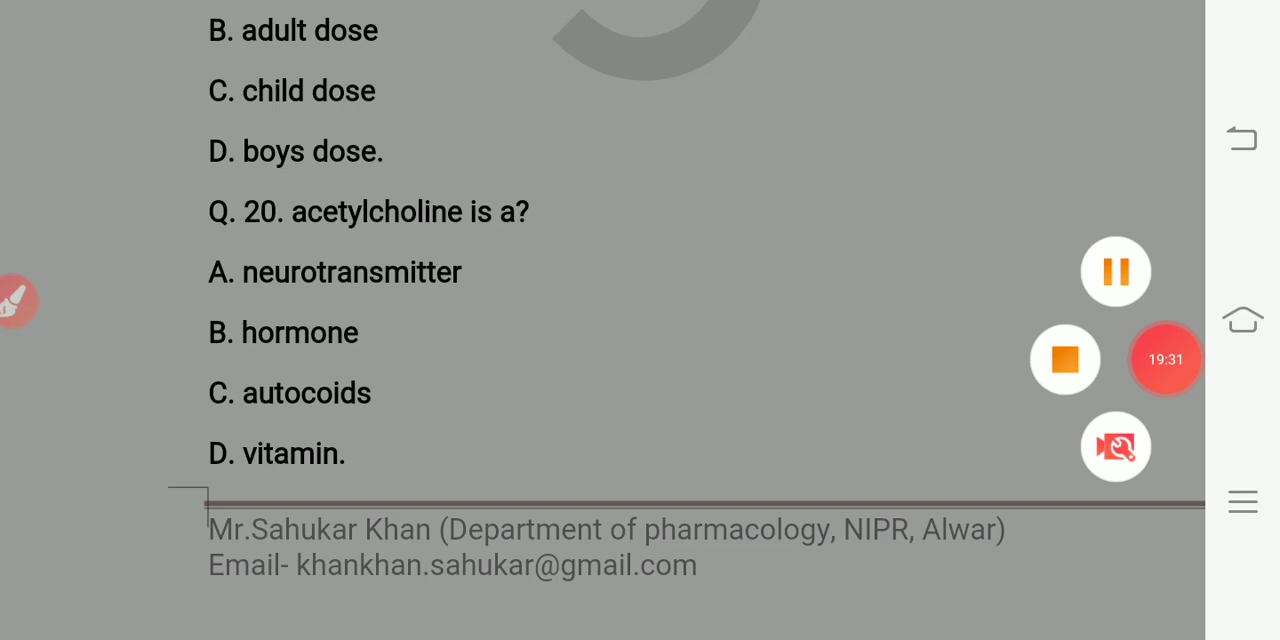 B. adult dose
C. child dose
D. boys dose.
Q. 20. acetylcholine is a?
A. neurotransmitter
B. hormone
C. autocoids
D. vitamin.
19:31
Mr.Sahukar Khan (Department of pharmacology, NIPR, Alwar)
Email- khankhan.sahukar@gmail.com